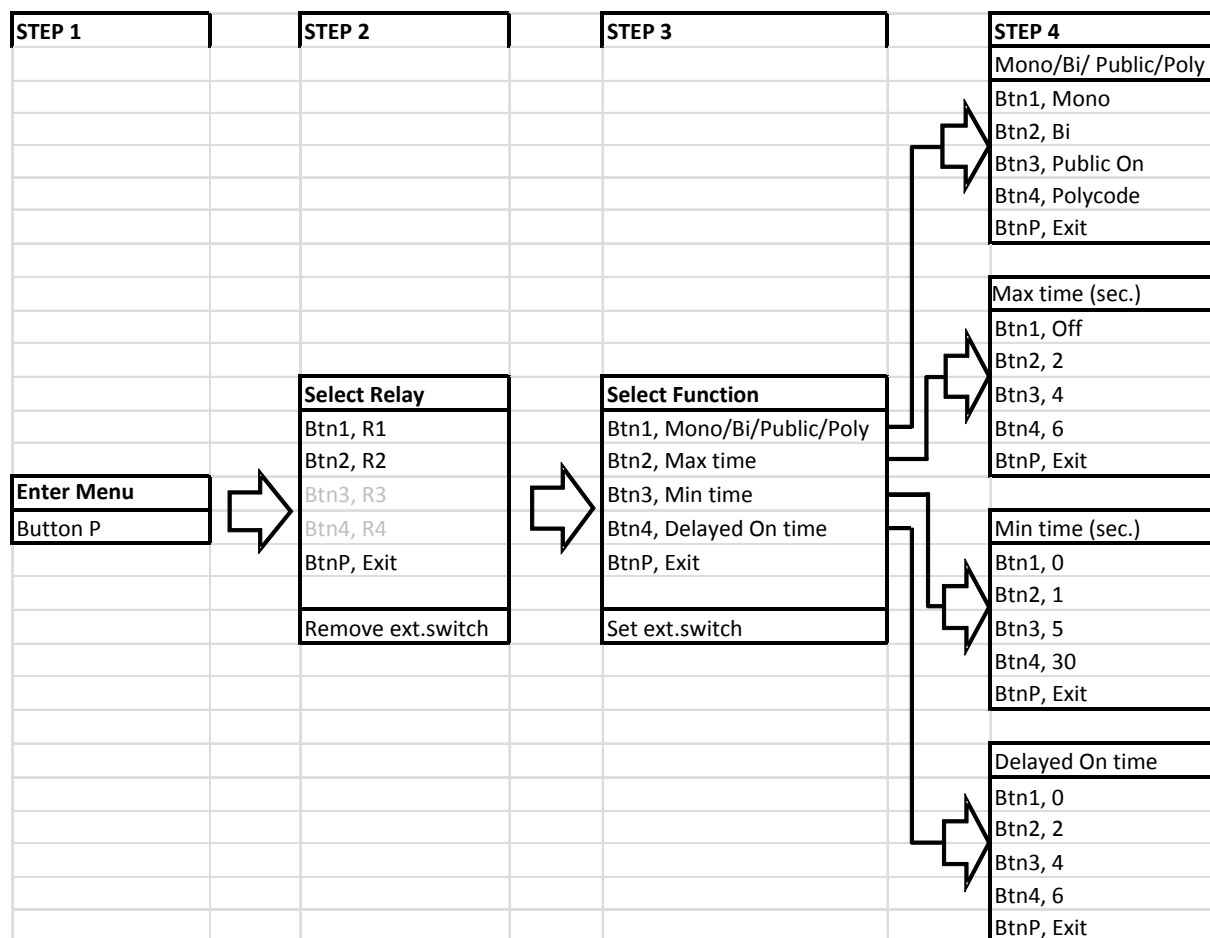 STEP 1
STEP 2
STEP 3
STEP 4
Enter Menu
Button P
Select Relay
Btn1, R1
Btn2, R2
Btn3, R3
Btn4, R4
BtnP, Exit
Remove ext.switch
Select Function
Btn1, Mono/Bi/Public/Poly
Btn2, Max time
Btn3, Min time
Btn4, Delayed On time
BtnP, Exit
Set ext.switch
Mono/Bi/ Public/Poly
Btn1, Mono
Btn2, Bi
Btn3, Public On
Btn4, Polycode
BtnP, Exit
Max time (sec.)
Btn1, Off
Btn2, 2
Btn3, 4
Btn4, 6
BtnP, Exit
Min time (sec.)
Btn1, 0
Btn2, 1
Btn3, 5
Btn4, 30
BtnP, Exit
Delayed On time
Btn1, 0
Btn2, 2
Btn3, 4
Btn4, 6
BtnP, Exit